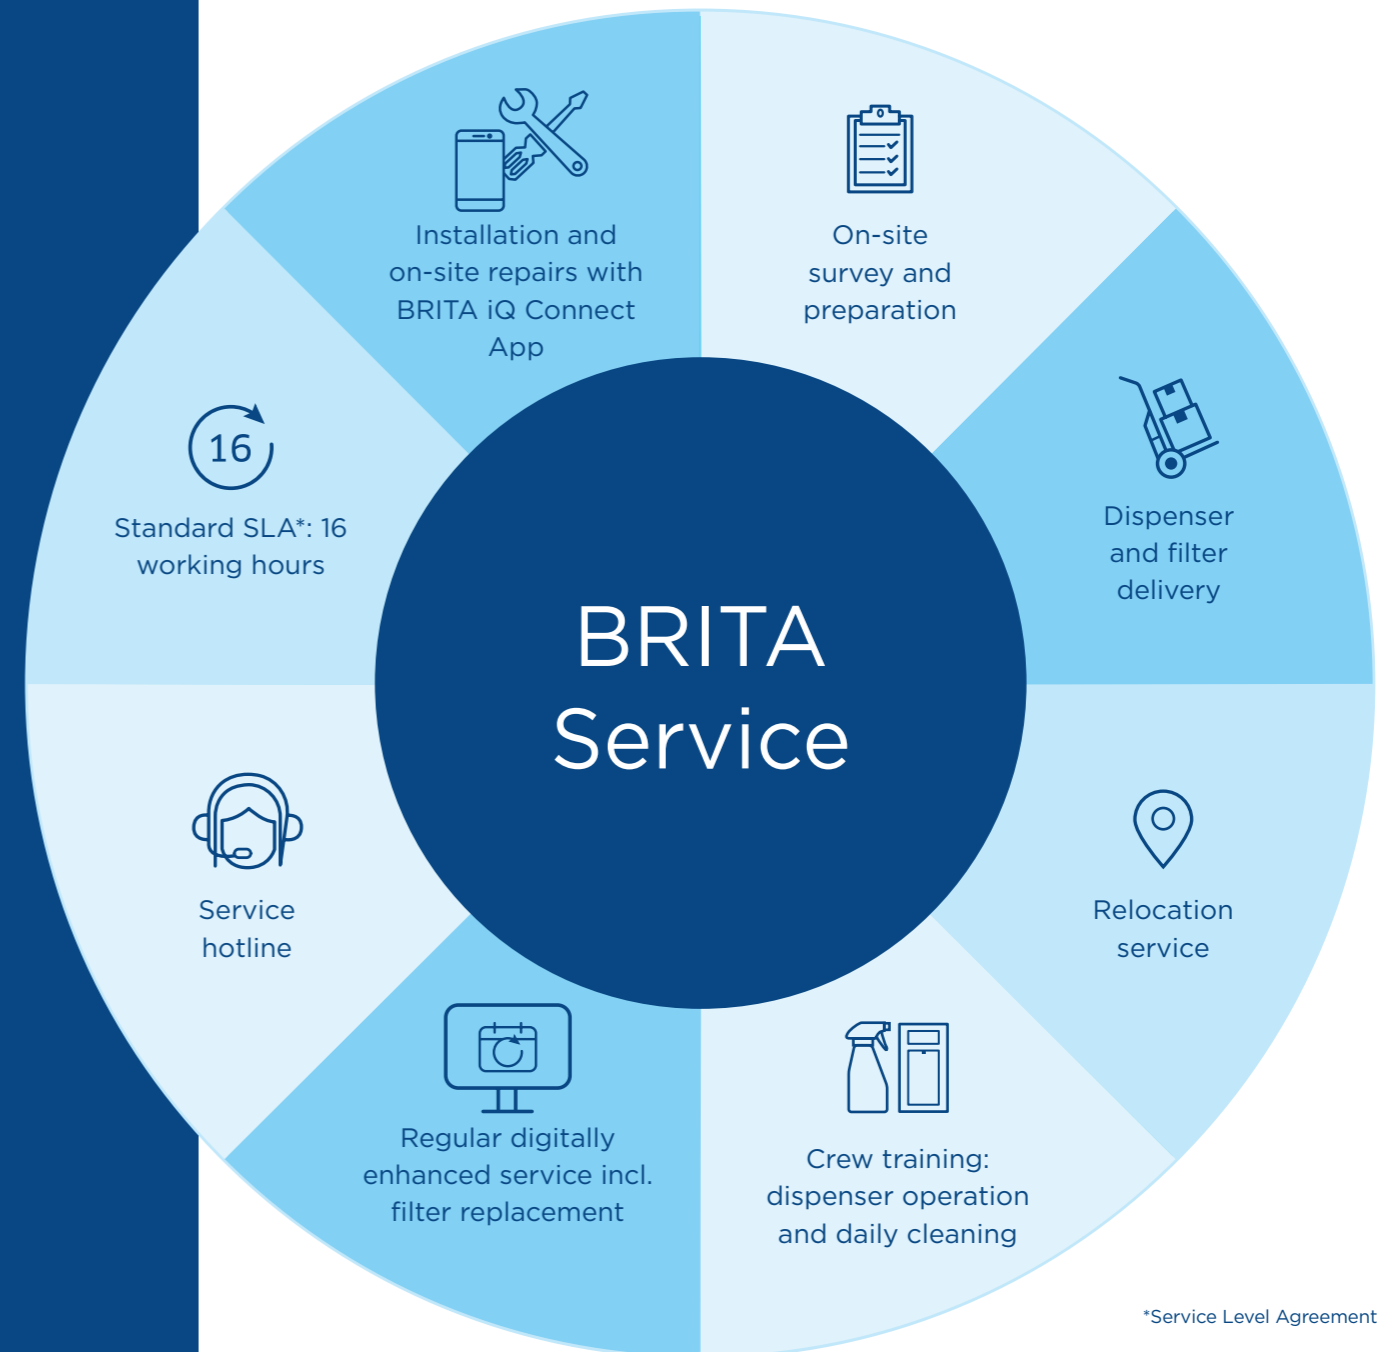 Installation and
on-site repairs with
BRITA iQ Connect
App
On-site
survey and
preparation
Dispenser
and filter
delivery
Relocation
service
Crew training:
dispenser operation
and daily cleaning
Regular digitally
enhanced service incl.
filter replacement
Service
hotline
16
Standard SLA*: 16
working hours
BRITA
Service
*Service Level Agreement